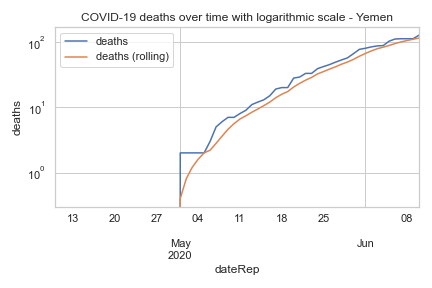 COVID-19 deaths over time with logarithmic scale - Yemen
deaths
deaths (rolling)
deaths
10²
10¹
10⁰
13 20 27 04 11 18 25 08
May Jun
2020
dateRep